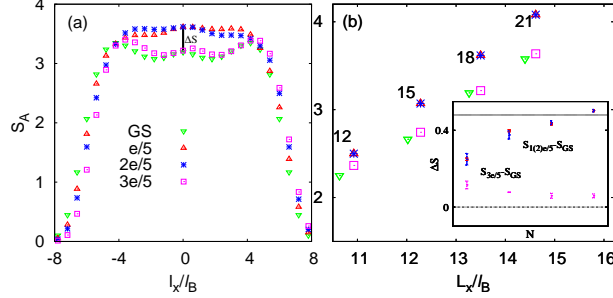 (a)
ΔS
S_A
4
3
2
1
0
GS
e/5
2e/5
3e/5
-8 -4 0 4 8
l_x/l_B
(b)
4
3
2
12
15
18
21
11 12 13 14 15 16
L_x/l_B
0.4
0
ΔS
S_{1(2)e/5}-S_{GS}
S_{3e/5}-S_{GS}
N